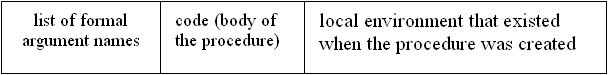 list of formal
argument names
code (body of
the procedure)
local environment that existed
when the procedure was created